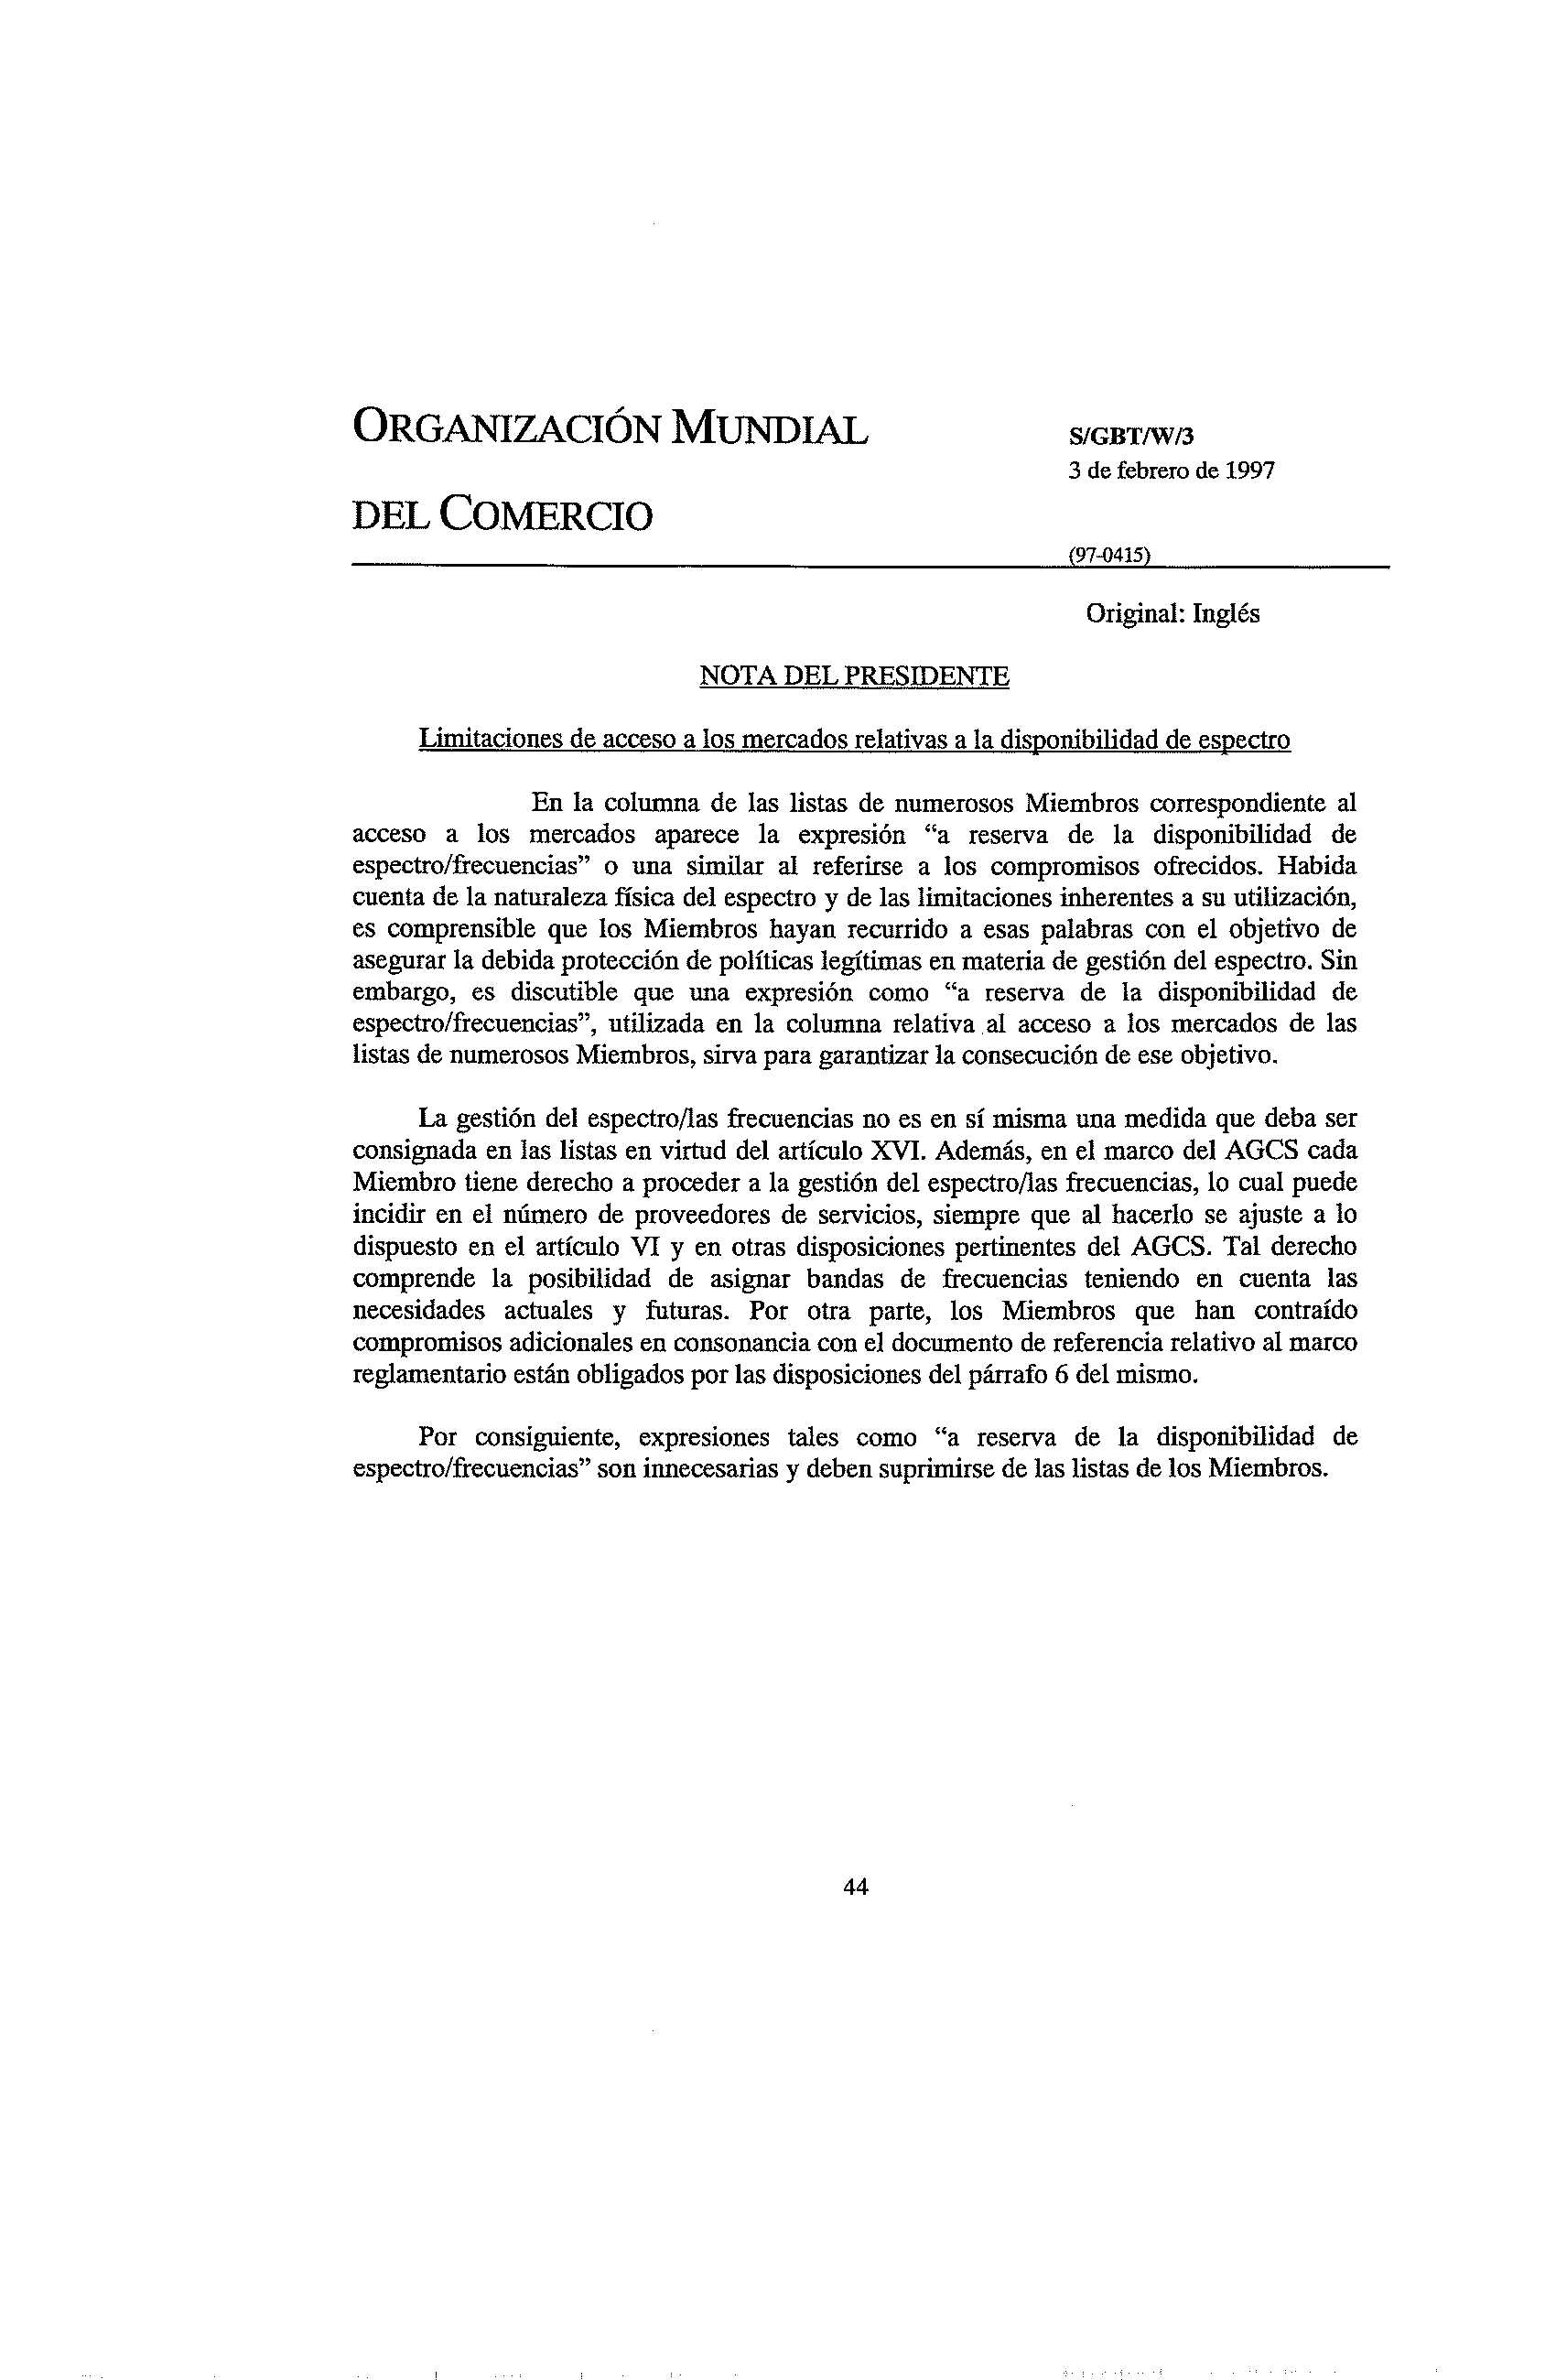 ORGANIZACIÓN MUNDIAL
DEL COMERCIO
S/GBT/W/3
3 de febrero de 1997
(97-0415)
Original: Inglés
NOTA DEL PRESIDENTE
Limitaciones de acceso a los mercados relativas a la disponibilidad de espectro
En la columna de las listas de numerosos Miembros correspondiente al
acceso a los mercados aparece la expresión “a reserva de la disponibilidad de
espectro/frecuencias” o una similar al referirse a los compromisos ofrecidos. Habida
cuenta de la naturaleza física del espectro y de las limitaciones inherentes a su utilización,
es comprensible que los Miembros hayan recurrido a esas palabras con el objetivo de
asegurar la debida protección de políticas legítimas en materia de gestión del espectro. Sin
embargo, es discutible que una expresión como “a reserva de la disponibilidad de
espectro/frecuencias”, utilizada en la columna relativa al acceso a los mercados de las
listas de numerosos Miembros, sirva para garantizar la consecución de ese objetivo.
La gestión del espectro/las frecuencias no es en sí misma una medida que deba ser
consignada en las listas en virtud del artículo XVI. Además, en el marco del AGCS cada
Miembro tiene derecho a proceder a la gestión del espectro/las frecuencias, lo cual puede
incidir en el número de proveedores de servicios, siempre que al hacerlo se ajuste a lo
dispuesto en el artículo VI y en otras disposiciones pertinentes del AGCS. Tal derecho
comprende la posibilidad de asignar bandas de frecuencias teniendo en cuenta las
necesidades actuales y futuras. Por otra parte, los Miembros que han contraído
compromisos adicionales en consonancia con el documento de referencia relativo al marco
reglamentario están obligados por las disposiciones del párrafo 6 del mismo.
Por consiguiente, expresiones tales como “a reserva de la disponibilidad de
espectro/frecuencias” son innecesarias y deben suprimirse de las listas de los Miembros.
44